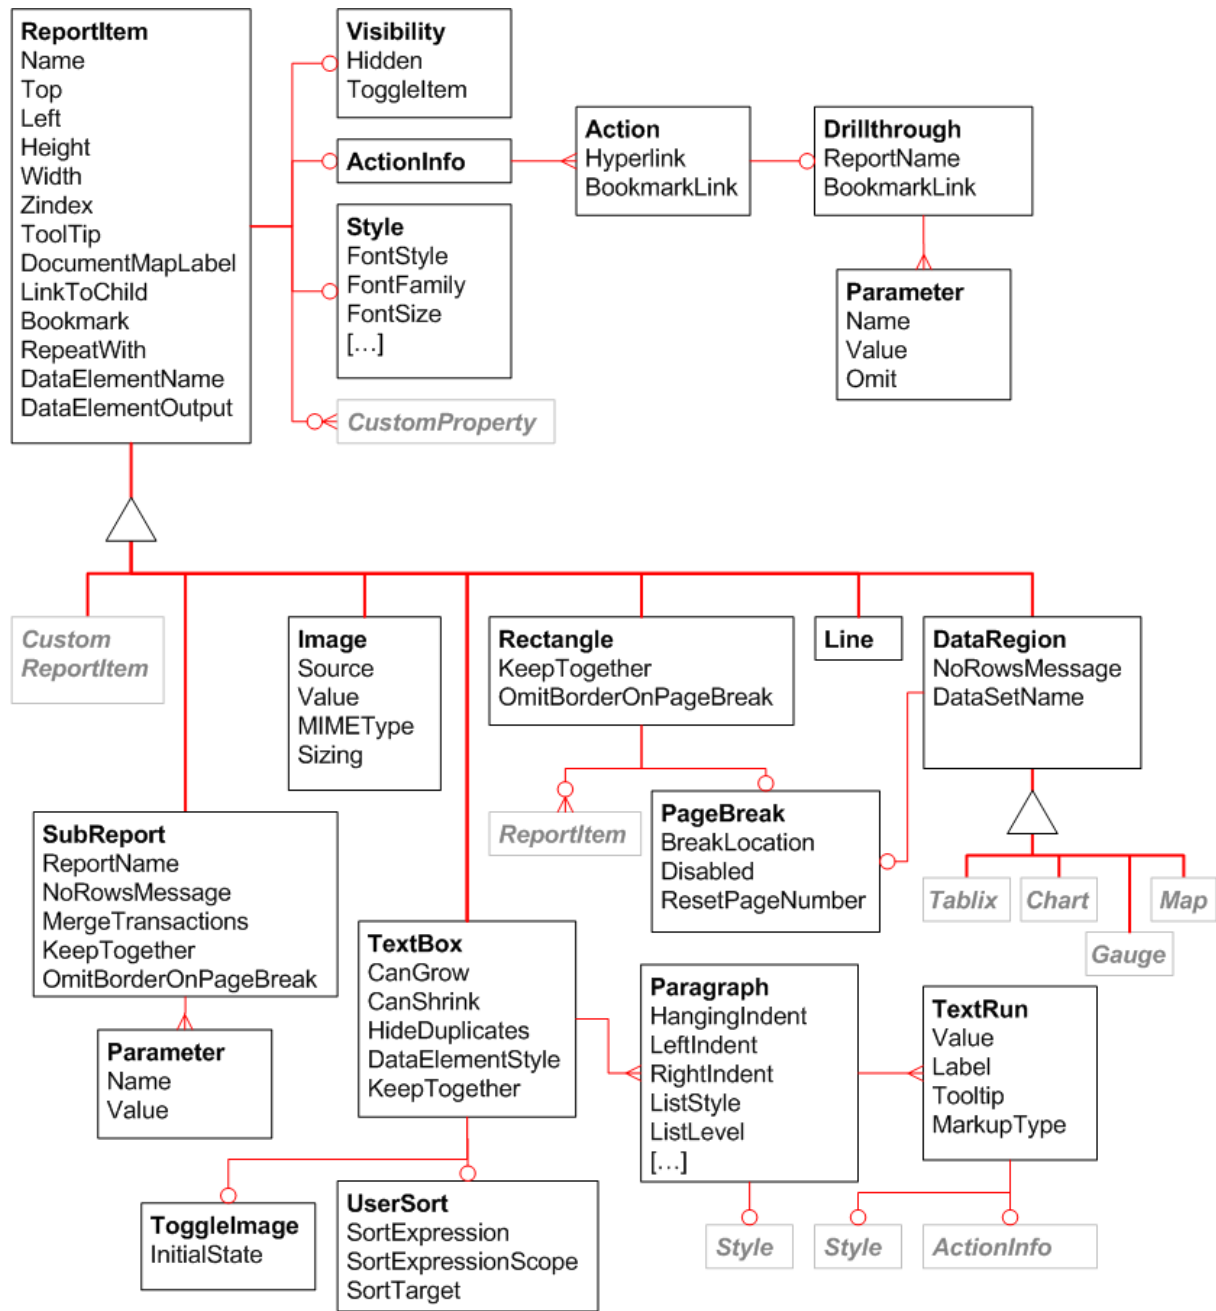 ReportItem
Name
Top
Left
Height
Width
Zindex
ToolTip
DocumentMapLabel
LinkToChild
Bookmark
RepeatWith
DataElementName
DataElementOutput
Visibility
Hidden
ToggleItem
ActionInfo
Style
FontStyle
FontFamily
FontSize
[...]
CustomProperty
Action
Hyperlink
BookmarkLink
Drillthrough
ReportName
BookmarkLink
Parameter
Name
Value
Omit
Custom
ReportItem
Image
Source
Value
MIMEType
Sizing
Rectangle
KeepTogether
OmitBorderOnPageBreak
Line
DataRegion
NoRowsMessage
DataSetName
SubReport
ReportName
NoRowsMessage
MergeTransactions
KeepTogether
OmitBorderOnPageBreak
ReportItem
PageBreak
BreakLocation
Disabled
ResetPageNumber
Tablix
Chart
Map
Gauge
Parameter
Name
Value
TextBox
CanGrow
CanShrink
HideDuplicates
DataElementStyle
KeepTogether
Paragraph
HangingIndent
LeftIndent
RightIndent
ListStyle
ListLevel
[...]
TextRun
Value
Label
Tooltip
MarkupType
ToggleImage
InitialState
UserSort
SortExpression
SortExpressionScope
SortTarget
Style
Style
ActionInfo